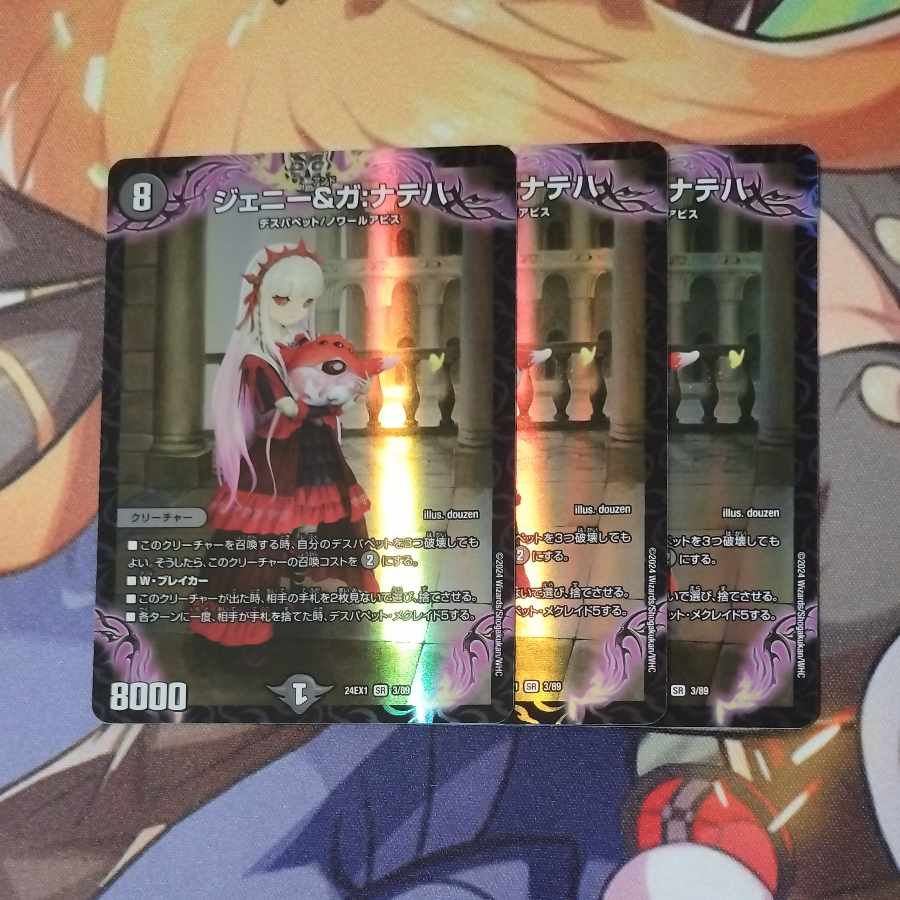 8
ジェニー&ガ:ナテハ
デスパペット/ノワールアビス
クリーチャー
illus. douzen
■このクリーチャーを召喚する時、自分のデスパペットを3つ破壊しても
よい。そうしたら、このクリーチャーの召喚コストを2にする。
■W・ブレイカー
■このクリーチャーが出た時、相手の手札を2枚見ないで選び、捨てさせる。
■各ターンに一度、相手が手札を捨てた時、デスパペット・メクレイド5する。
8000
1
24EX1 SR 3/89
©2024 Wizards/Shogakukan/WHC
ナテハ
アビス
illus. douzen
ペットを3つ破壊しても
2にする。
いで選び、捨てさせる。
ペット・メクレイド5する。
1 SR 3/89
©2024 Wizards/Shogakukan/WHC
ナテハ
アビス
illus. douzen
ペットを3つ破壊しても
にする。
いで選び、捨てさせる。
ット・メクレイド5する。
SR 3/89
©2024 Wizards/Shogakukan/WHC